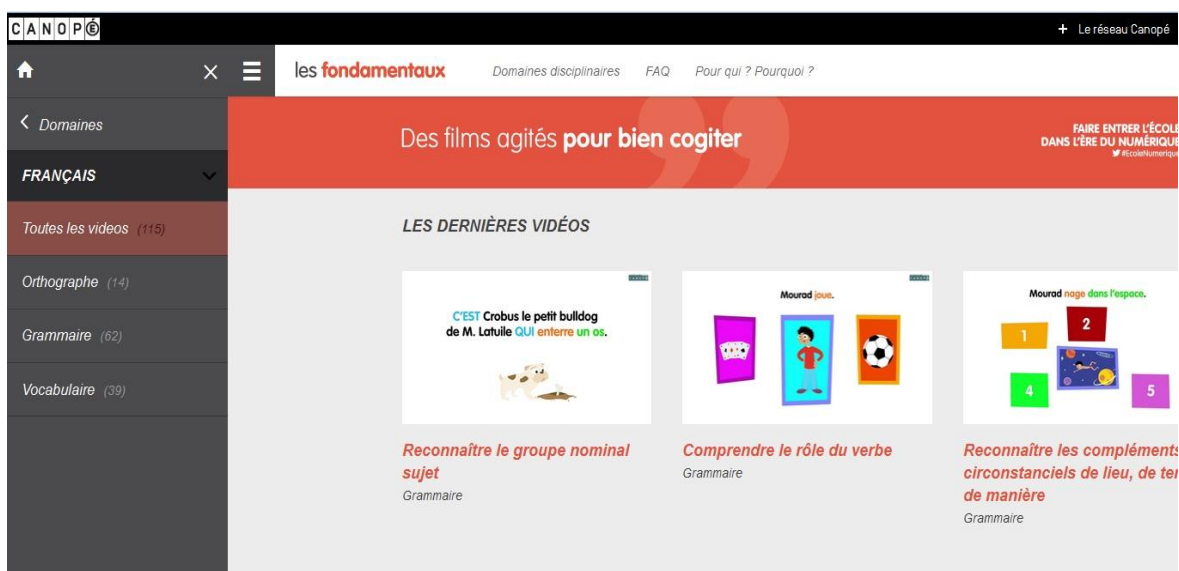 CANOPÉ
+ Le réseau Canopé
les fondamentaux
Domaines disciplinaires FAQ Pour qui ? Pourquoi ?
Domaines
FRANÇAIS
Toutes les videos (115)
Orthographe (14)
Grammaire (62)
Vocabulaire (39)
Des films agités pour bien cogiter
FAIRE ENTRER L'ÉCOLE
DANS L'ÈRE DU NUMÉRIQUE
#EcoleNumerique
LES DERNIÈRES VIDÉOS
C'EST Crobus le petit bulldog
de M. Latuile QUI enterre un os.
Reconnaître le groupe nominal
sujet
Grammaire
Mourad joue.
Comprendre le rôle du verbe
Grammaire
Mourad nage dans l'espace.
1
2
4
5
Reconnaître les compléments
circonstanciels de lieu, de
de manière
Grammaire